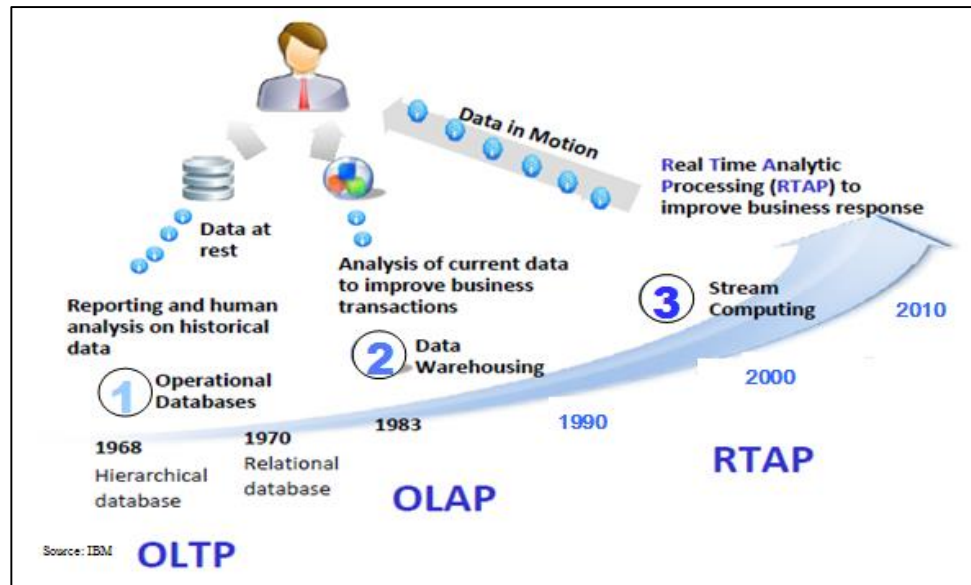 Data in Motion
Real Time Analytic
Processing (RTAP) to
improve business response
Data at
rest
Analysis of current data
to improve business
transactions
Reporting and human
analysis on historical
data
3
Stream
Computing
2010
2
Data
Warehousing
1
Operational
Databases
2000
1990
1983
1970
Relational
database
1968
Hierarchical
database
RTAP
OLAP
OLTP
Source: IBM